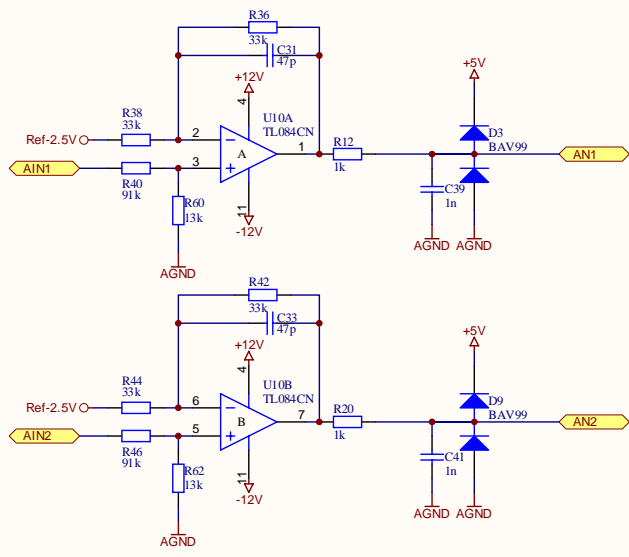 R36
33k
C31
47p
+12V
+5V
4
U10A
TL084CN
R38
33k
D3
Ref-2.5V
2
BAV99
A
1
R12
AN1
AIN1
3
1k
R40
91k
R60
13k
C39
1n
11
-12V
AGND
AGND
AGND
R42
33k
C33
47p
+12V
+5V
4
U10B
TL084CN
R44
33k
D9
Ref-2.5V
6
BAV99
B
7
R20
AN2
AIN2
5
1k
R46
91k
R62
13k
C41
1n
11
-12V
AGND
AGND
AGND